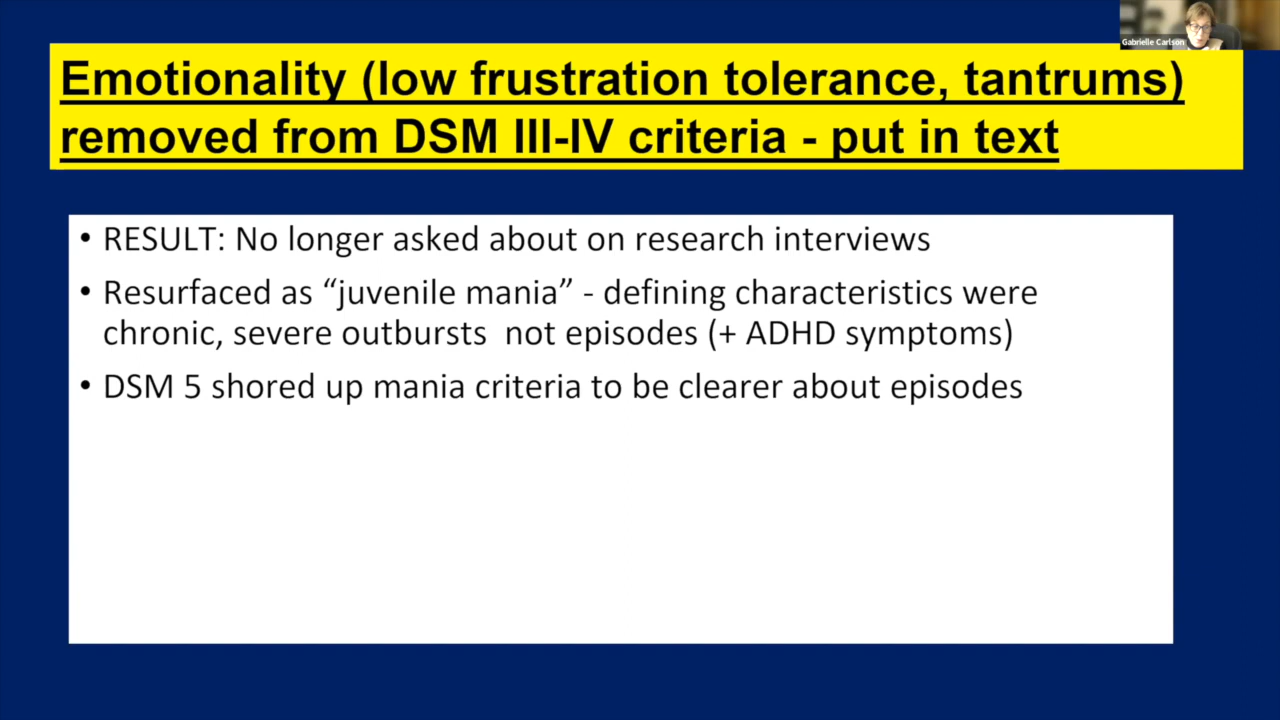 Gabrielle Carlson
Emotionality (low frustration tolerance, tantrums)
removed from DSM III-IV criteria - put in text
• RESULT: No longer asked about on research interviews
• Resurfaced as “juvenile mania” - defining characteristics were
chronic, severe outbursts  not episodes (+ ADHD symptoms)
• DSM 5 shored up mania criteria to be clearer about episodes